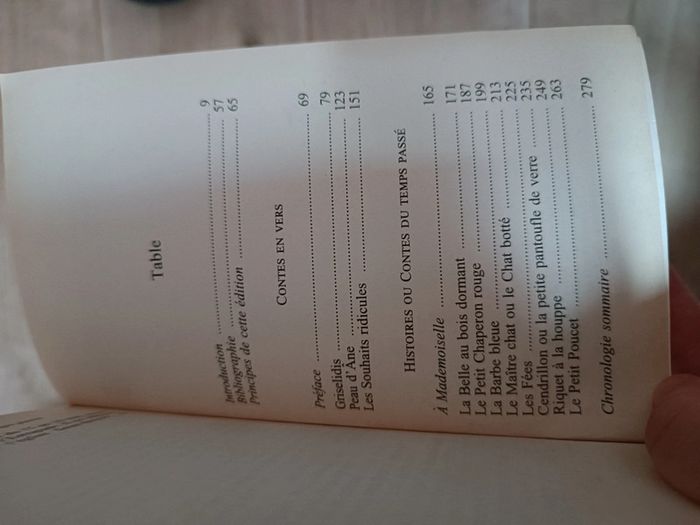 Table
Introduction ........ 9
Bibliographie ........ 57
Principes de cette édition ........ 65
CONTES EN VERS
Préface ........ 69
Griselidis ........ 79
Peau d'Âne ........ 123
Les Souhaits ridicules ........ 151
HISTOIRES OU CONTES DU TEMPS PASSÉ
À Mademoiselle ........ 165
La Belle au bois dormant ........ 171
Le Petit Chaperon rouge ........ 187
La Barbe bleue ........ 199
Le Maître chat ou le Chat botté ........ 213
Les Fées ........ 225
Cendrillon ou la petite pantoufle de verre ........ 235
Riquet à la houppe ........ 249
Le Petit Poucet ........ 263
Chronologie sommaire ........ 279